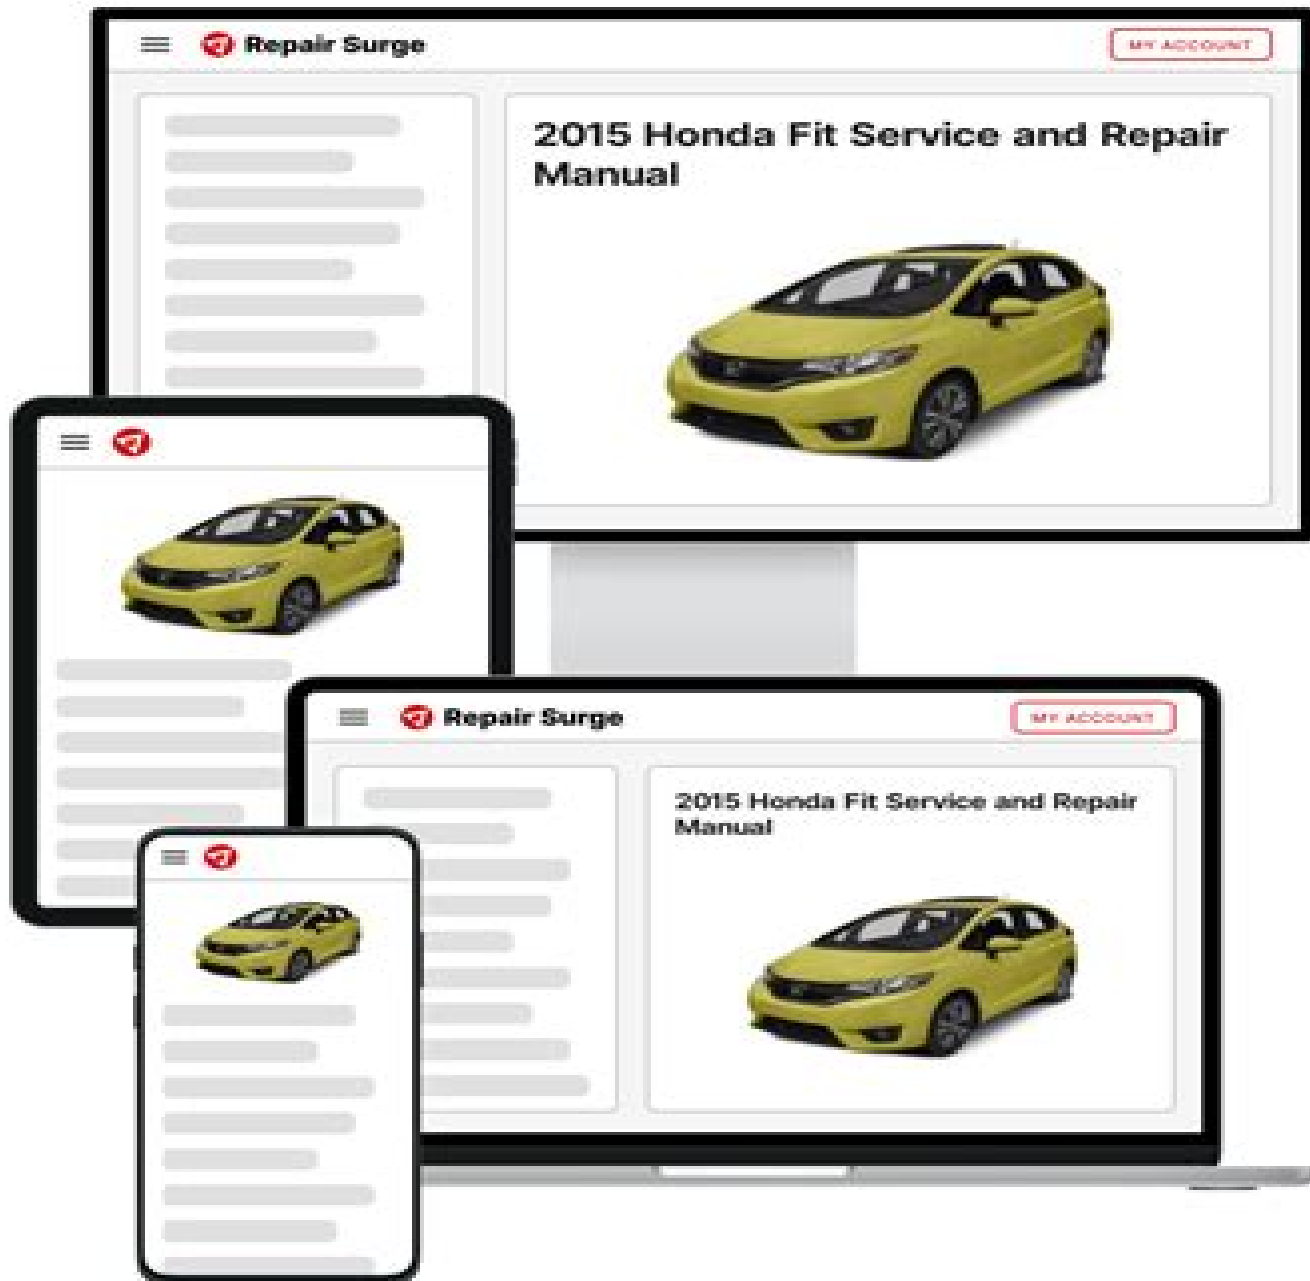 Repair Surge
MY ACCOUNT
2015 Honda Fit Service and Repair
Manual
Repair Surge
MY ACCOUNT
2015 Honda Fit Service and Repair
Manual